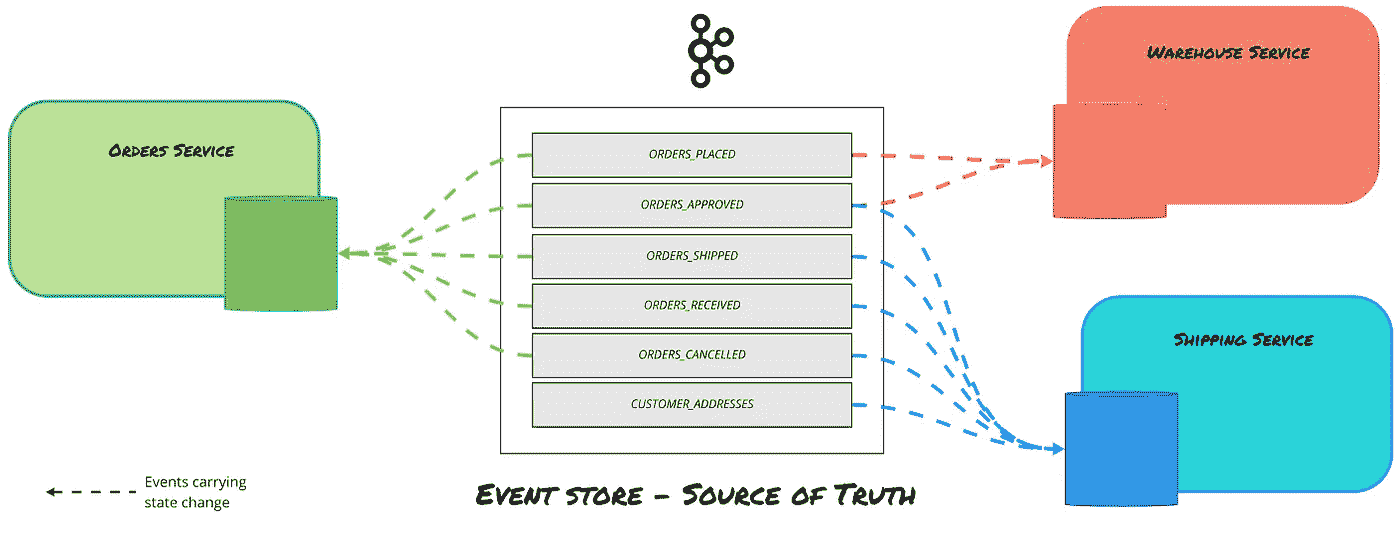 Warehouse Service
Orders Service
ORDERS_PLACED
ORDERS_APPROVED
ORDERS_SHIPPED
ORDERS_RECEIVED
ORDERS_CANCELLED
CUSTOMER_ADDRESSES
Shipping Service
Events carrying
state change
Event store - Source of Truth